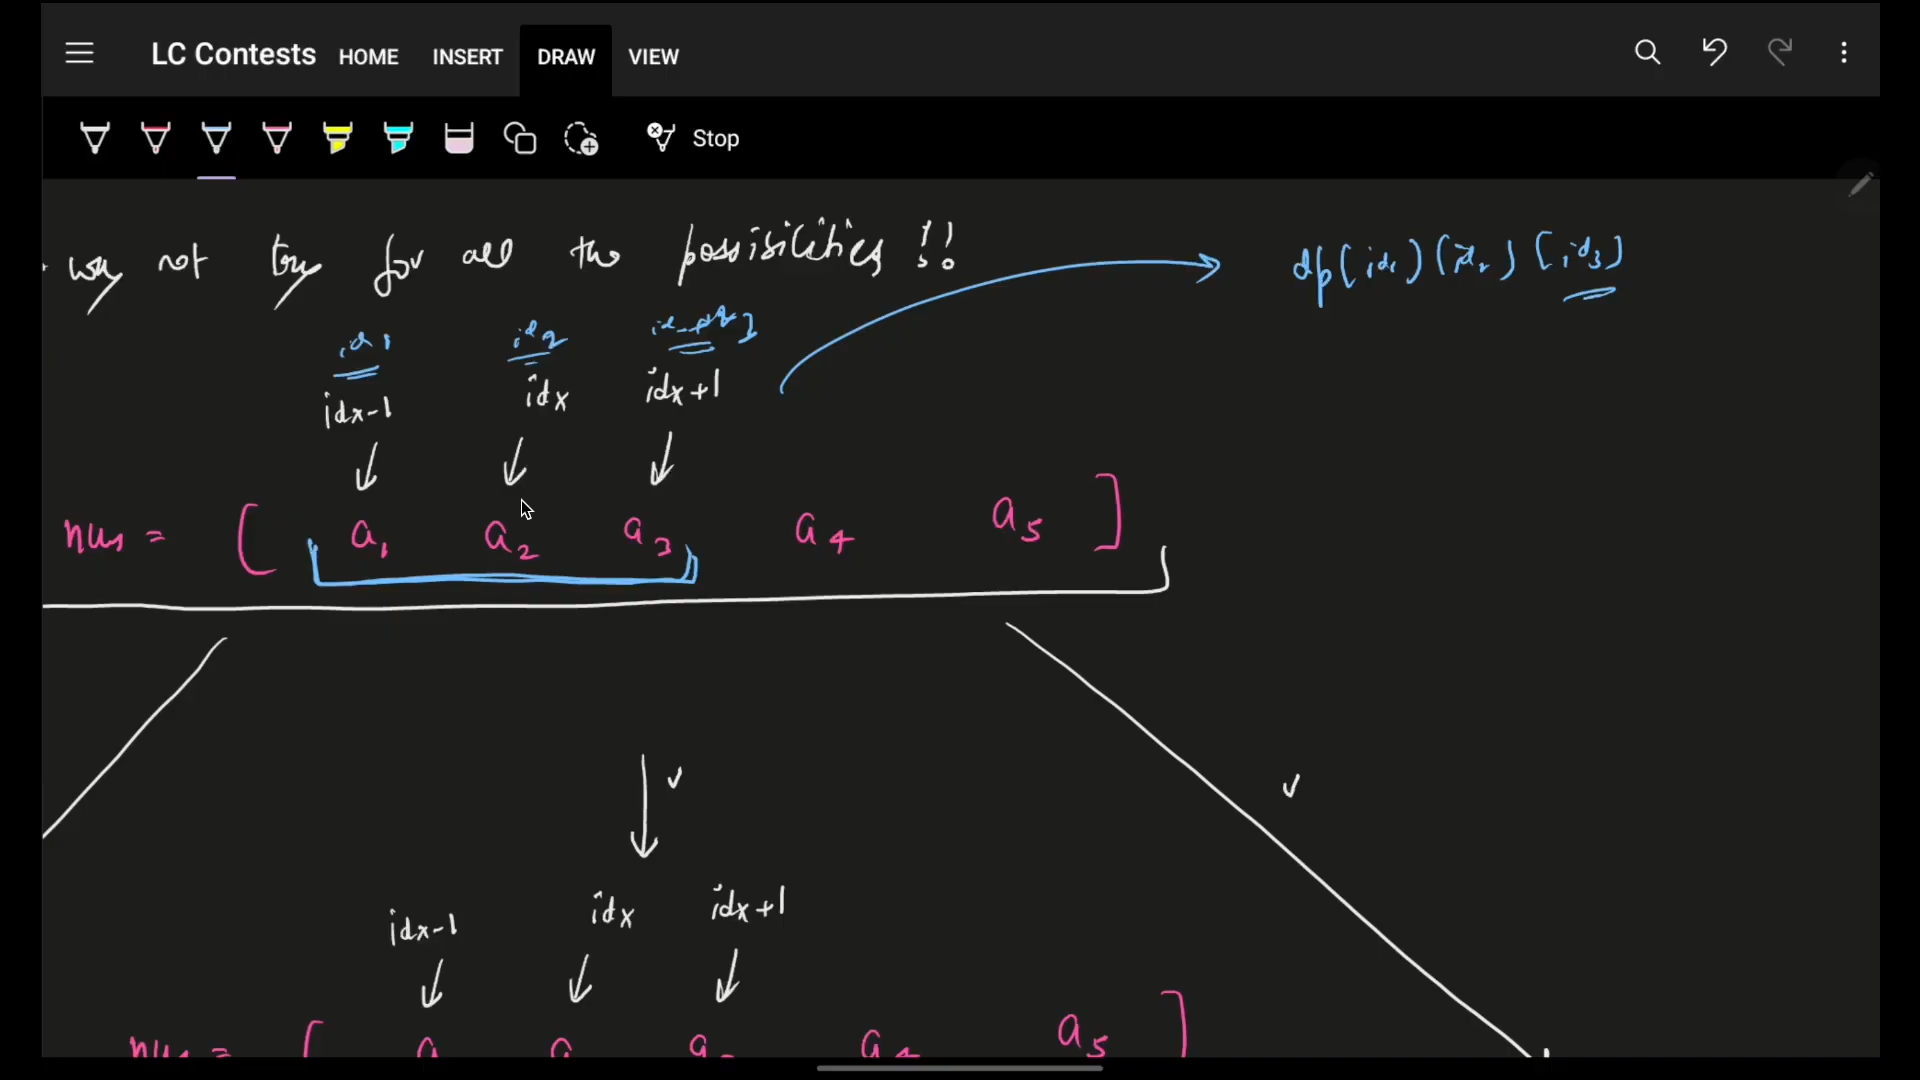 LC Contests HOME INSERT DRAW VIEW
Stop
why not try for all the possibilities !!
dp(id1)(id2)[id3]
id1 id2
idx-1 idx idx+1
nums = [ a1 a2 a3 a4 a5 ]
idx-1 idx idx+1
nums = [ a a a a4 a5 ]